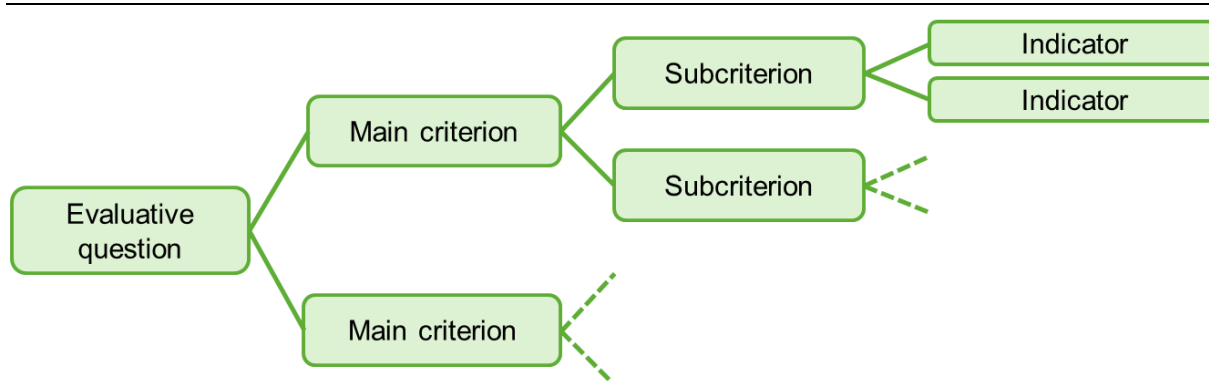 Evaluative
question
Main criterion
Subcriterion
Indicator
Indicator
Subcriterion
Main criterion